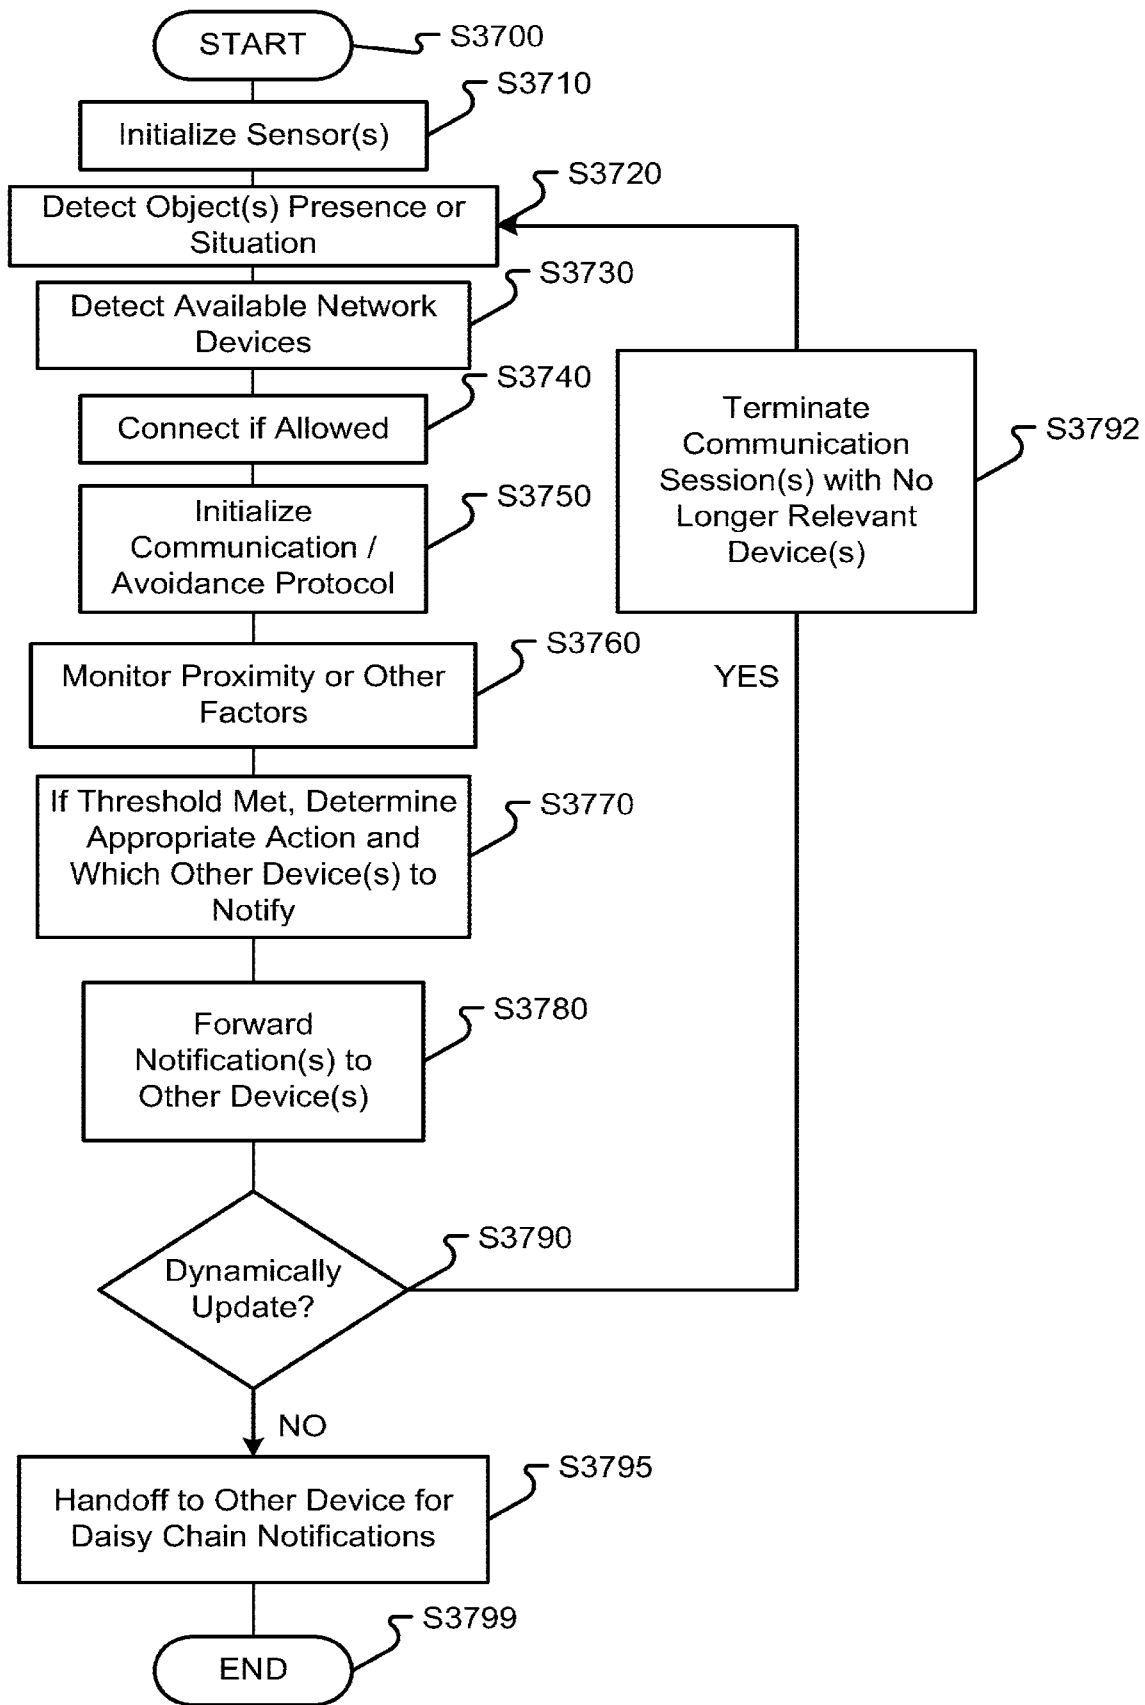 START
S3700
S3710
Initialize Sensor(s)
S3720
Detect Object(s) Presence or
Situation
S3730
Detect Available Network
Devices
S3740
Connect if Allowed
S3750
Initialize
Communication /
Avoidance Protocol
S3760
Monitor Proximity or Other
Factors
S3770
If Threshold Met, Determine
Appropriate Action and
Which Other Device(s) to
Notify
S3780
Forward
Notification(s) to
Other Device(s)
S3790
Dynamically
Update?
YES
Terminate
Communication
Session(s) with No
Longer Relevant
Device(s)
S3792
NO
S3795
Handoff to Other Device for
Daisy Chain Notifications
S3799
END